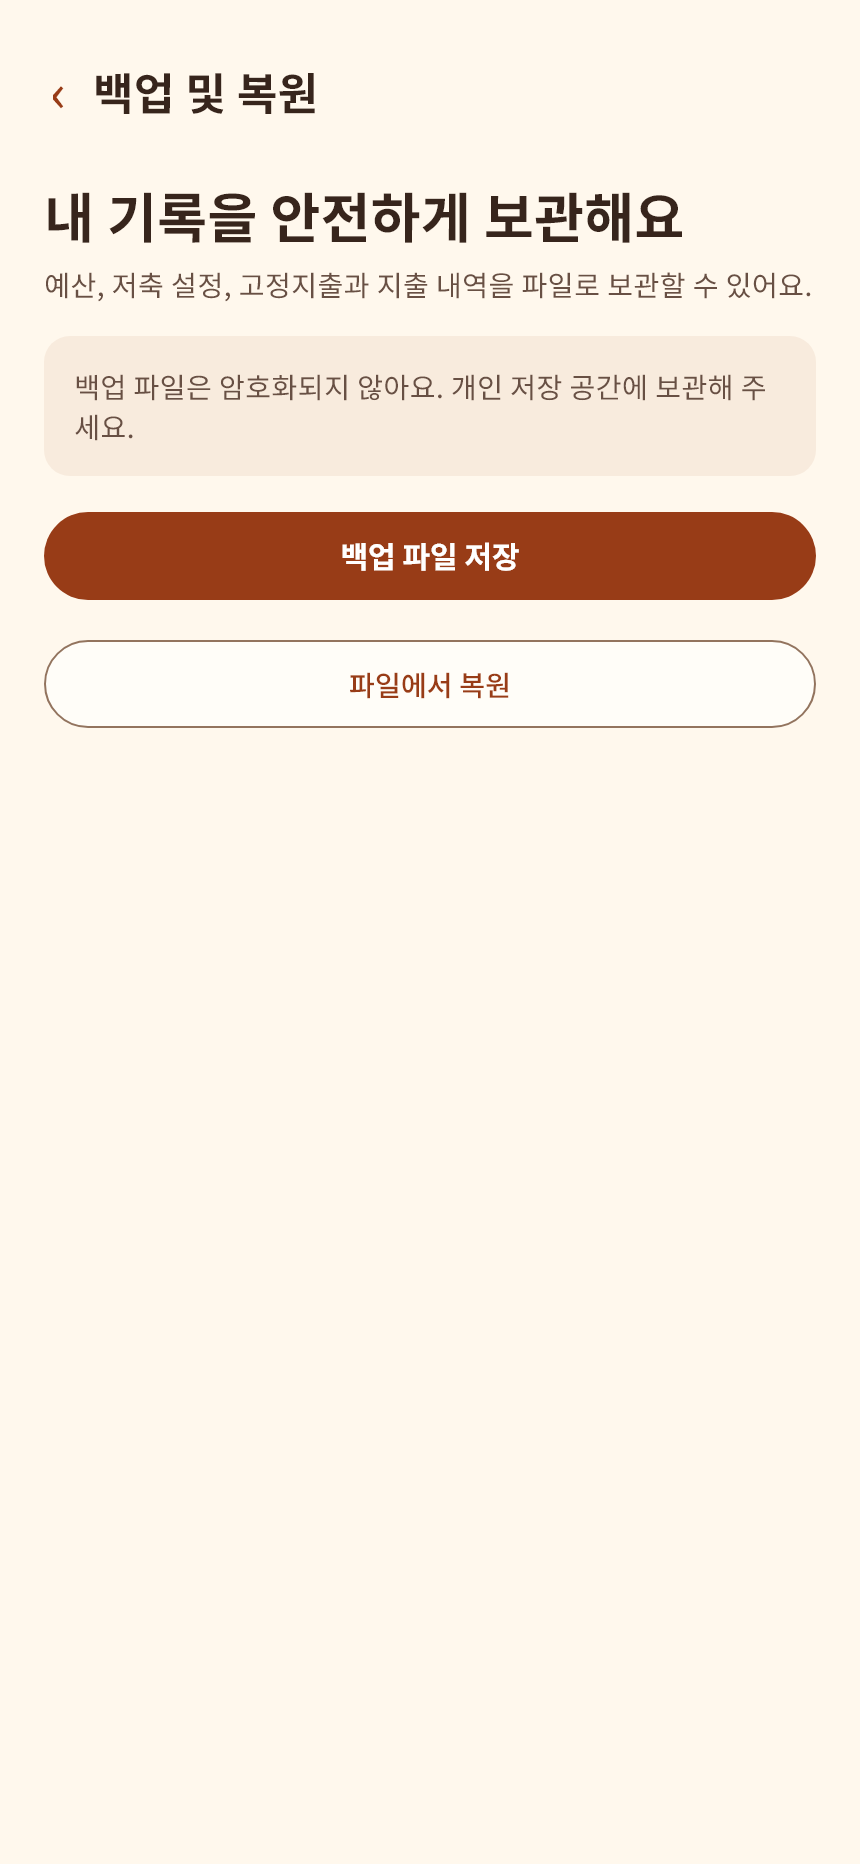 ‹ 백업 및 복원
내 기록을 안전하게 보관해요
예산, 저축 설정, 고정지출과 지출 내역을 파일로 보관할 수 있어요.
백업 파일은 암호화되지 않아요. 개인 저장 공간에 보관해 주
세요.
백업 파일 저장
파일에서 복원